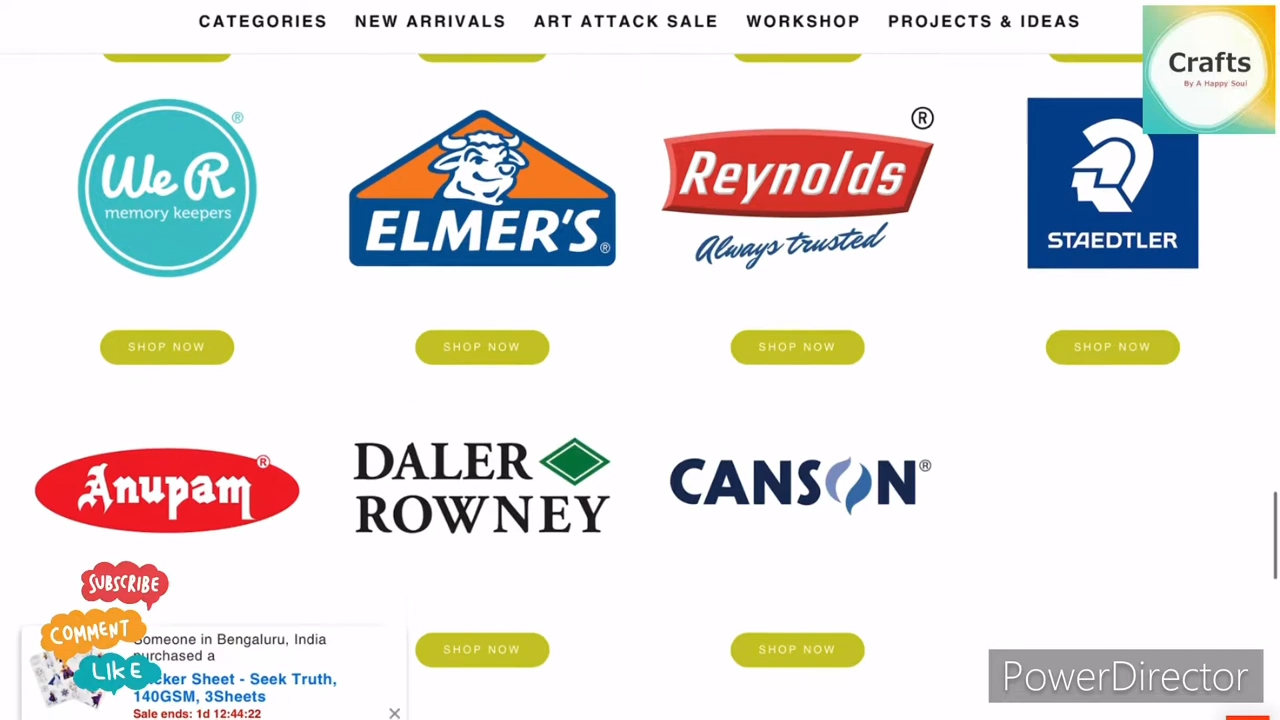 CATEGORIES NEW ARRIVALS ART ATTACK SALE WORKSHOP PROJECTS & IDEAS
Crafts
By A Happy Soul
We R
memory keepers
®
ELMER'S®
Reynolds
®
Always trusted
STAEDTLER
SHOP NOW SHOP NOW SHOP NOW SHOP NOW
Anupam
®
DALER
ROWNEY
CANSON®
SUBSCRIBE
COMMENT
LIKE
Someone in Bengaluru, India
purchased a
Sheet - Seek Truth,
140GSM, 3Sheets
Sale ends: 1d 12:44:22
SHOP NOW SHOP NOW
PowerDirector